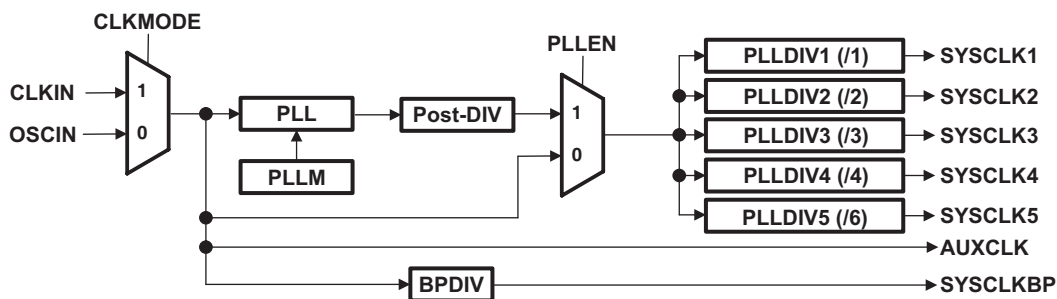 CLKMODE
PLLEN
CLKIN
OSCIN
1
0
PLL
PLLM
Post-DIV
1
0
PLLDIV1 (/1)
SYSCLK1
PLLDIV2 (/2)
SYSCLK2
PLLDIV3 (/3)
SYSCLK3
PLLDIV4 (/4)
SYSCLK4
PLLDIV5 (/6)
SYSCLK5
AUXCLK
BPDIV
SYSCLKBP